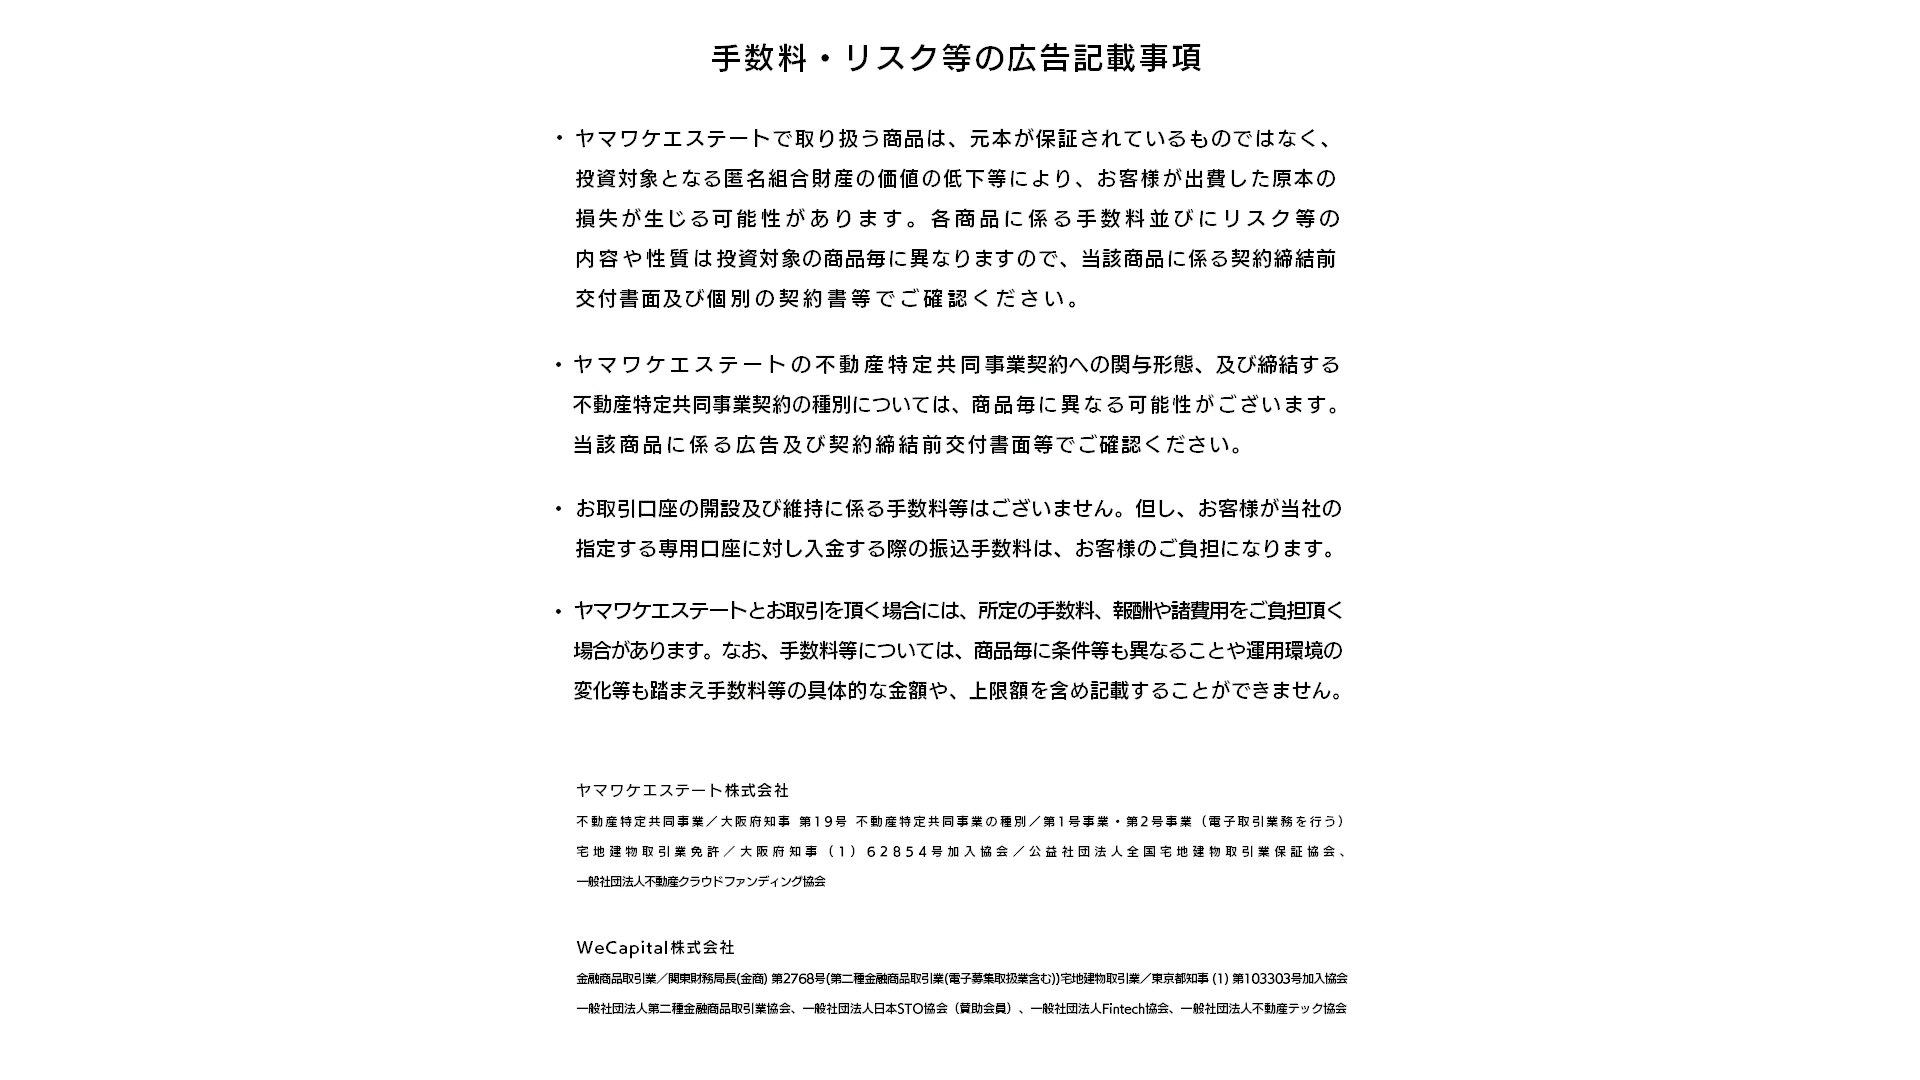 手数料・リスク等の広告記載事項
・ヤマワケエステートで取り扱う商品は、元本が保証されているものではなく、
投資対象となる匿名組合財産の価値の低下等により、お客様が出費した原本の
損失が生じる可能性があります。各商品に係る手数料並びにリスク等の
内容や性質は投資対象の商品毎に異なりますので、当該商品に係る契約締結前
交付書面及び個別の契約書等でご確認ください。
・ヤマワケエステートの不動産特定共同事業契約への関与形態、及び締結する
不動産特定共同事業契約の種別については、商品毎に異なる可能性がございます。
当該商品に係る広告及び契約締結前交付書面等でご確認ください。
・お取引口座の開設及び維持に係る手数料等はございません。但し、お客様が当社の
指定する専用口座に対し入金する際の振込手数料は、お客様のご負担になります。
・ヤマワケエステートとお取引を頂く場合には、所定の手数料、報酬や諸費用をご負担頂く
場合があります。なお、手数料等については、商品毎に条件等も異なることや運用環境の
変化等も踏まえ手数料等の具体的な金額や、上限額を含め記載することができません。
ヤマワケエステート株式会社
不動産特定共同事業／大阪府知事 第19号 不動産特定共同事業の種別／第1号事業・第2号事業（電子取引業務を行う）
宅地建物取引業免許／大阪府知事（1）62854号加入協会／公益社団法人全国宅地建物取引業保証協会、
一般社団法人不動産クラウドファンディング協会
WeCapital株式会社
金融商品取引業／関東財務局長(金商) 第2768号(第二種金融商品取引業(電子募集取扱業含む))宅地建物取引業／東京都知事 (1) 第103303号加入協会
一般社団法人第二種金融商品取引業協会、一般社団法人日本STO協会（賛助会員）、一般社団法人Fintech協会、一般社団法人不動産テック協会